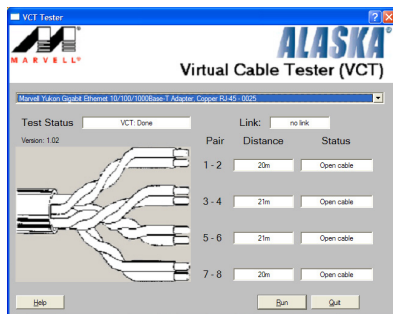 VCT Tester
MARVELL®
ALASKA®
Virtual Cable Tester (VCT)
Marvell Yukon Gigabit Ethernet 10/100/1000Base-T Adapter, Copper RJ-45 - 0025
Test Status VCT: Done Link: no link
Version: 1.02
Pair Distance Status
1 - 2 20m Open cable
3 - 4 21m Open cable
5 - 6 21m Open cable
7 - 8 20m Open cable
Help Run Quit